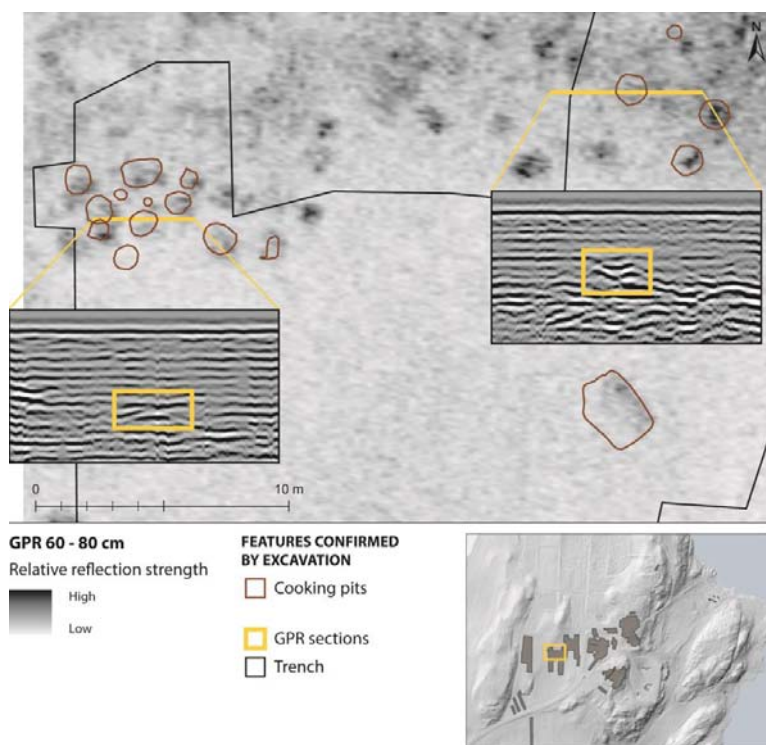 N
0
10 m
GPR 60 - 80 cm
Relative reflection strength
High
Low
FEATURES CONFIRMED
BY EXCAVATION
Cooking pits
GPR sections
Trench